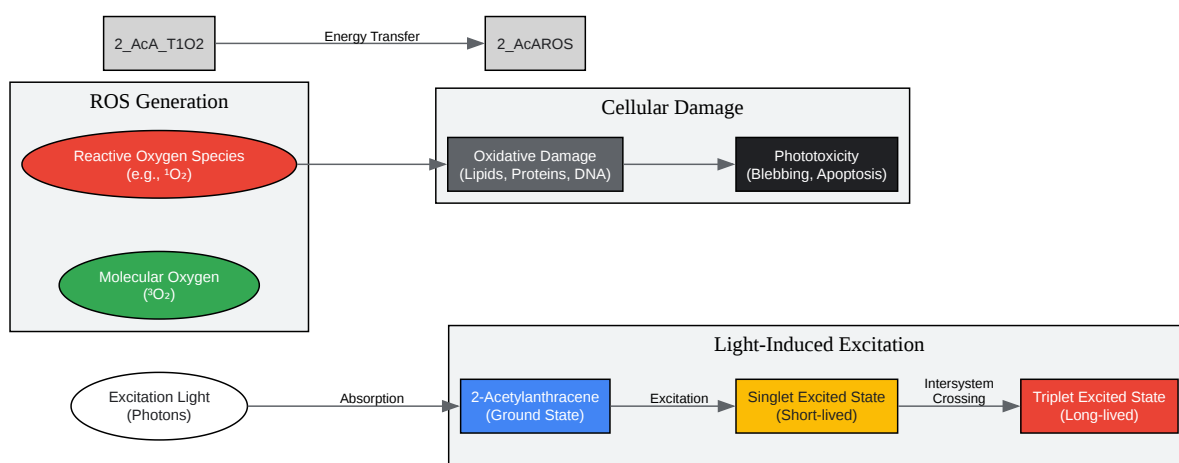 2_AcA_T1O2
Energy Transfer
2_AcAROS
ROS Generation
Reactive Oxygen Species
(e.g., ¹O₂)
Molecular Oxygen
(³O₂)
Cellular Damage
Oxidative Damage
(Lipids, Proteins, DNA)
Phototoxicity
(Blebbing, Apoptosis)
Light-Induced Excitation
Excitation Light
(Photons)
Absorption
2-Acetylanthracene
(Ground State)
Excitation
Singlet Excited State
(Short-lived)
Intersystem
Crossing
Triplet Excited State
(Long-lived)